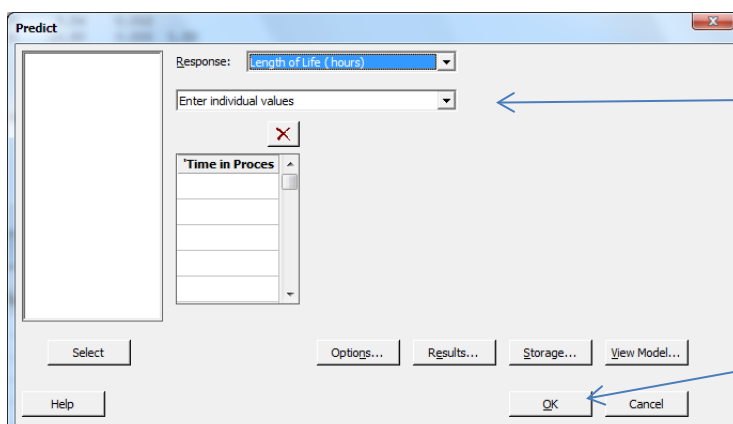 Predict
Response: Length of Life (hours)
Enter individual values
'Time in Proces
Select
Options... Results... Storage... View Model...
Help OK Cancel